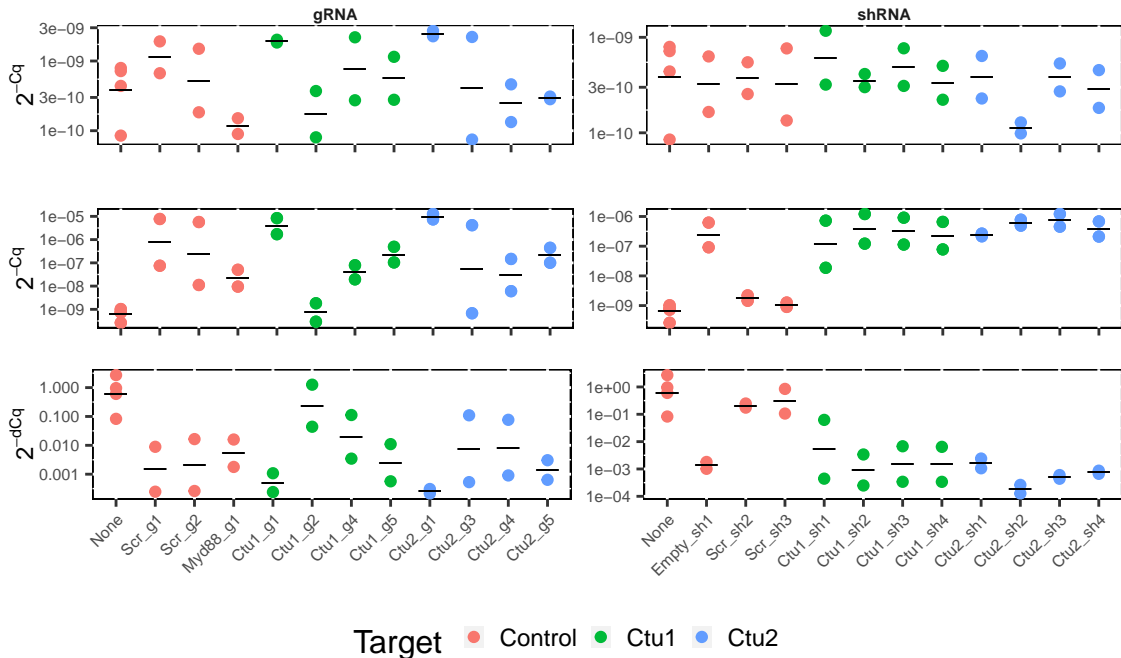 gRNA
shRNA
2^-Cq
3e−09
1e−09
3e−10
1e−10
1e−09
3e−10
1e−10
2^-Cq
1e−05
1e−06
1e−07
1e−08
1e−09
1e−06
1e−07
1e−08
1e−09
2^-dCq
1.000
0.100
0.010
0.001
1e+00
1e−01
1e−02
1e−03
1e−04
None
Scr_g1
Scr_g2
Myd88_g1
Ctu1_g1
Ctu1_g2
Ctu1_g4
Ctu1_g5
Ctu2_g1
Ctu2_g3
Ctu2_g4
Ctu2_g5
None
Empty_sh1
Scr_sh2
Scr_sh3
Ctu1_sh1
Ctu1_sh2
Ctu1_sh3
Ctu1_sh4
Ctu2_sh1
Ctu2_sh2
Ctu2_sh3
Ctu2_sh4
Target Control Ctu1 Ctu2